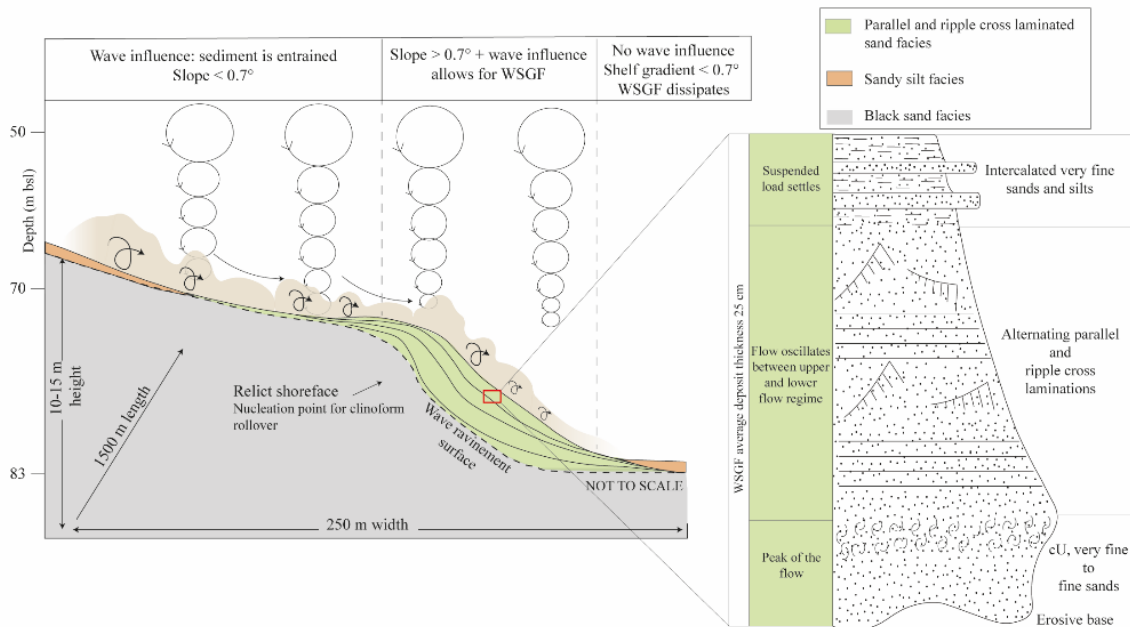 Wave influence: sediment is entrained
Slope < 0.7°
Slope > 0.7° + wave influence
allows for WSGF
No wave influence
Shelf gradient < 0.7°
WSGF dissipates
Parallel and ripple cross laminated
sand facies
Sandy silt facies
Black sand facies
Depth (m bsl)
50
70
83
10-15 m
height
1500 m length
250 m width
Relict shoreface
Nucleation point for clinoform
rollover
Wave ravinement
surface
NOT TO SCALE
WSGF average deposit thickness 25 cm
Suspended
load settles
Intercalated very fine
sands and silts
Flow oscillates
between upper
and lower
flow regime
Alternating parallel
and
ripple cross
laminations
Peak of the
flow
cU, very fine
to
fine sands
Erosive base